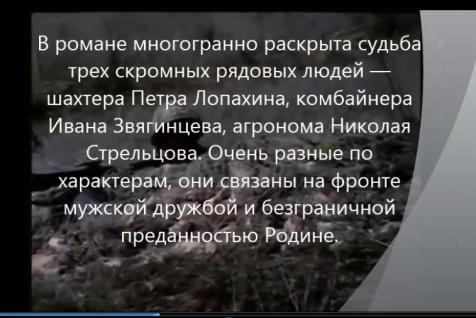 В романе многогранно раскрыта судьба
трех скромных рядовых людей —
шахтера Петра Лопахина, комбайнера
Ивана Звягинцева, агронома Николая
Стрельцова. Очень разные по
характерам, они связаны на фронте
мужской дружбой и безграничной
преданностью Родине.